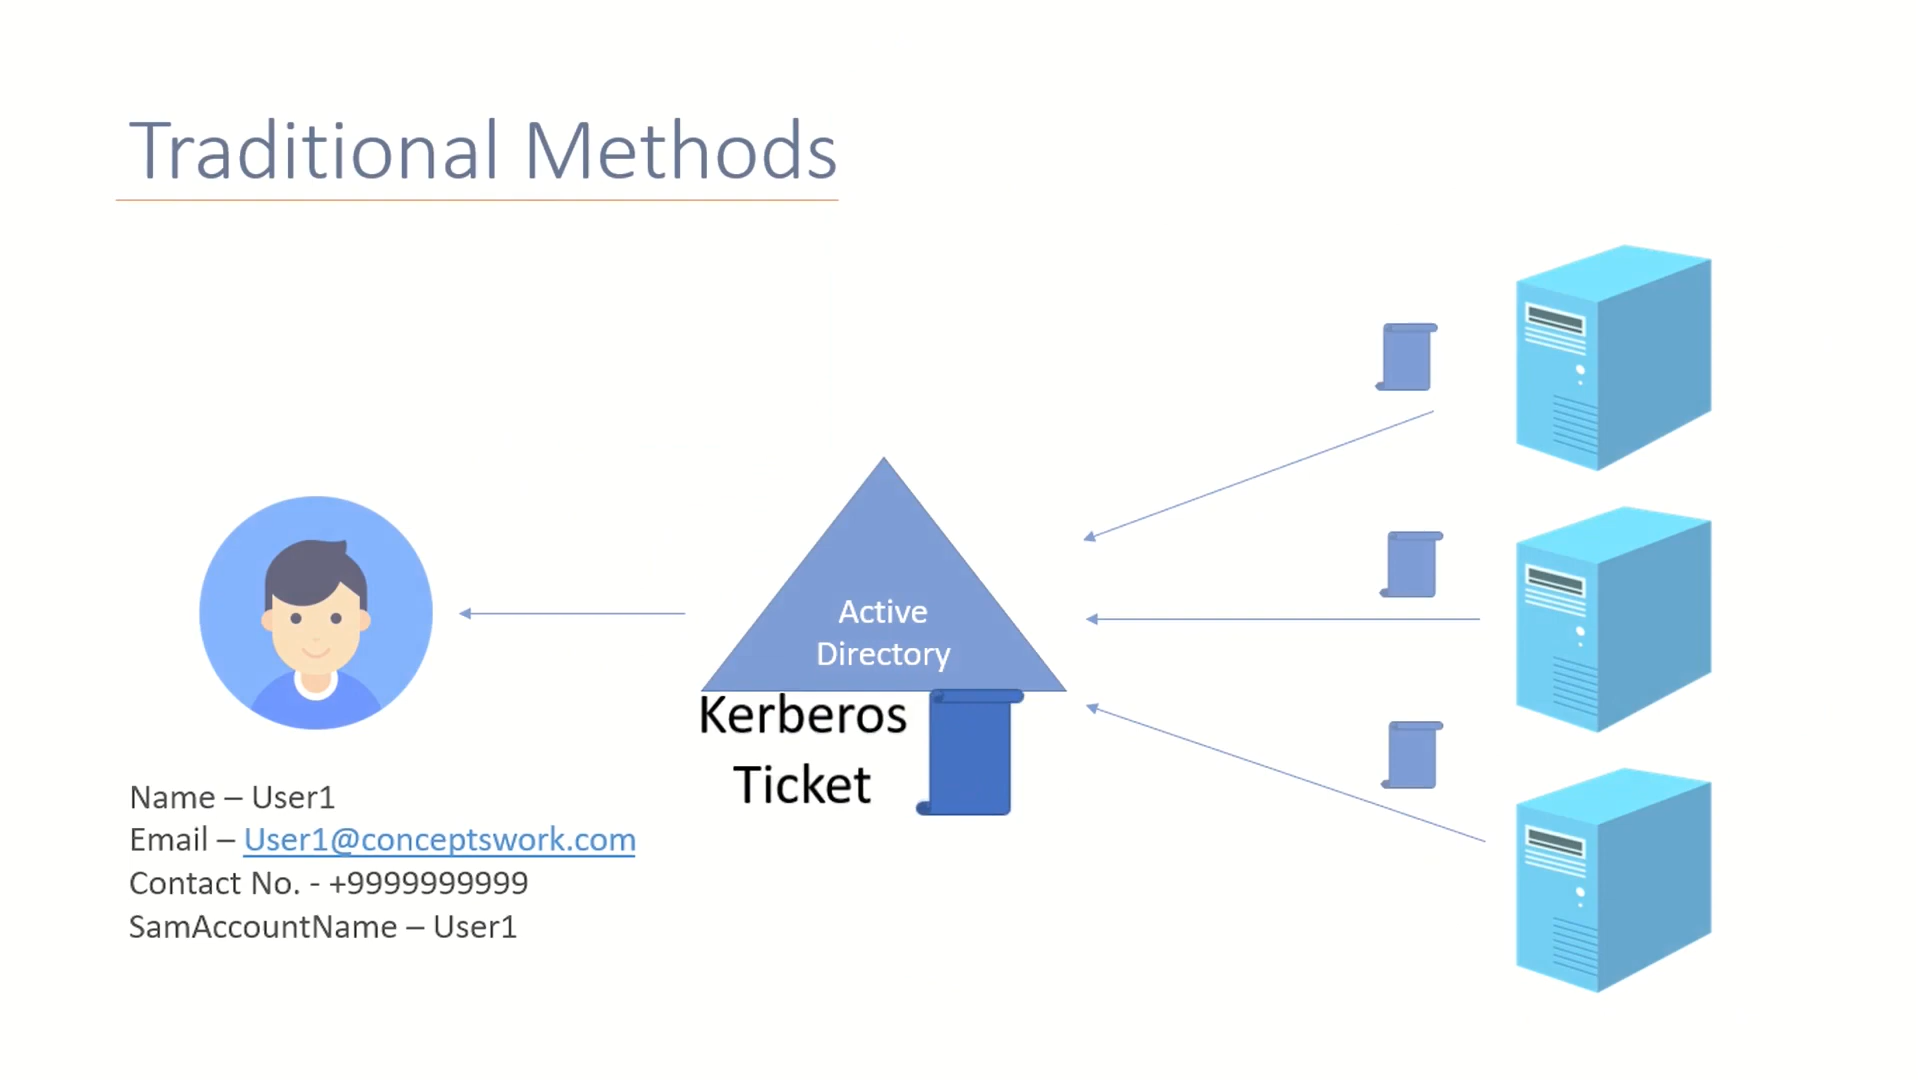 Traditional Methods
Active
Directory
Kerberos
Ticket
Name – User1
Email – User1@conceptswork.com
Contact No. - +9999999999
SamAccountName – User1